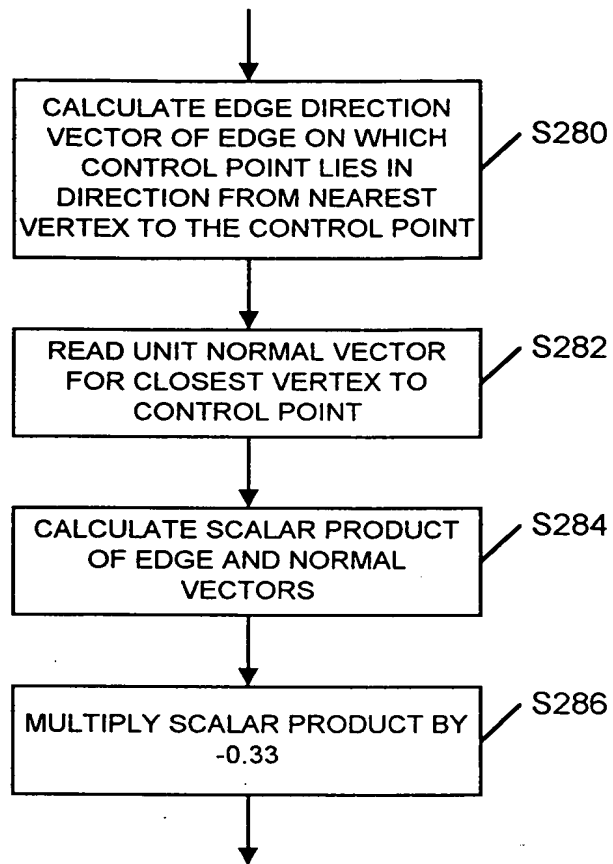 CALCULATE EDGE DIRECTION
VECTOR OF EDGE ON WHICH
CONTROL POINT LIES IN
DIRECTION FROM NEAREST
VERTEX TO THE CONTROL POINT
S280
READ UNIT NORMAL VECTOR
FOR CLOSEST VERTEX TO
CONTROL POINT
S282
CALCULATE SCALAR PRODUCT
OF EDGE AND NORMAL
VECTORS
S284
MULTIPLY SCALAR PRODUCT BY
-0.33
S286